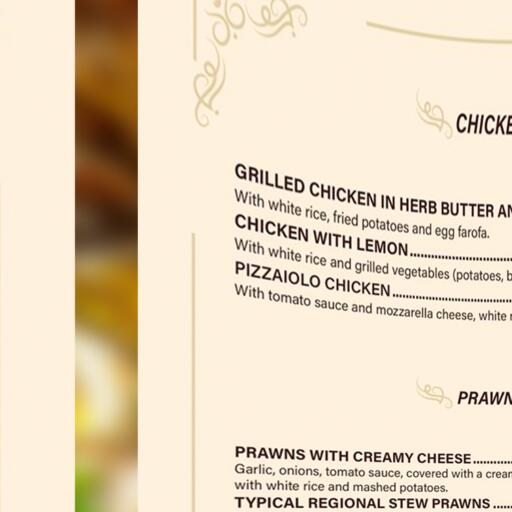 CHICKE
GRILLED CHICKEN IN HERB BUTTER AN
With white rice, fried potatoes and egg farofa.
CHICKEN WITH LEMON
With white rice and grilled vegetables (potatoes, b
PIZZAIOLO CHICKEN
With tomato sauce and mozzarella cheese, white r
PRAWN
PRAWNS WITH CREAMY CHEESE
Garlic, onions, tomato sauce, covered with a crea
with white rice and mashed potatoes.
TYPICAL REGIONAL STEW PRAWNS